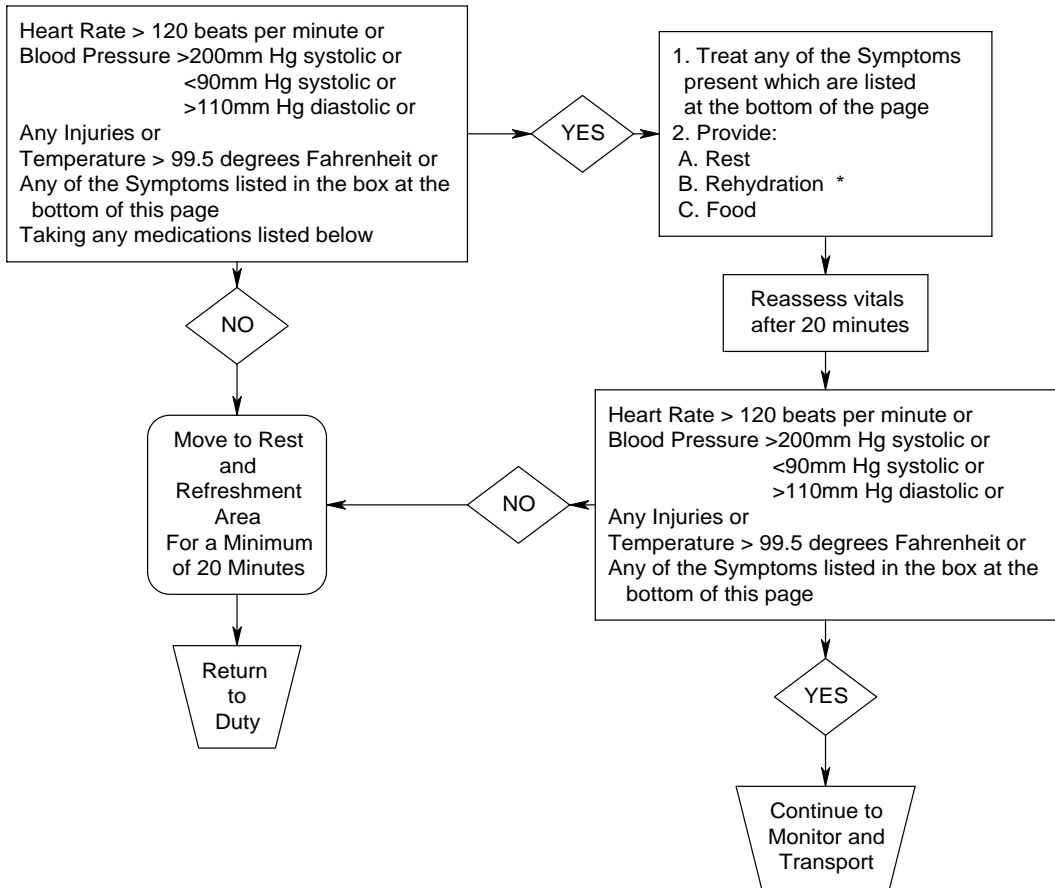 Heart Rate > 120 beats per minute or
Blood Pressure >200mm Hg systolic or
<90mm Hg systolic or
>110mm Hg diastolic or
Any Injuries or
Temperature > 99.5 degrees Fahrenheit or
Any of the Symptoms listed in the box at the
bottom of this page
Taking any medications listed below
YES
1. Treat any of the Symptoms
present which are listed
at the bottom of the page
2. Provide:
A. Rest
B. Rehydration *
C. Food
NO
Reassess vitals
after 20 minutes
Move to Rest
and
Refreshment
Area
For a Minimum
of 20 Minutes
NO
Heart Rate > 120 beats per minute or
Blood Pressure >200mm Hg systolic or
<90mm Hg systolic or
>110mm Hg diastolic or
Any Injuries or
Temperature > 99.5 degrees Fahrenheit or
Any of the Symptoms listed in the box at the
bottom of this page
Return
to
Duty
YES
Continue to
Monitor and
Transport